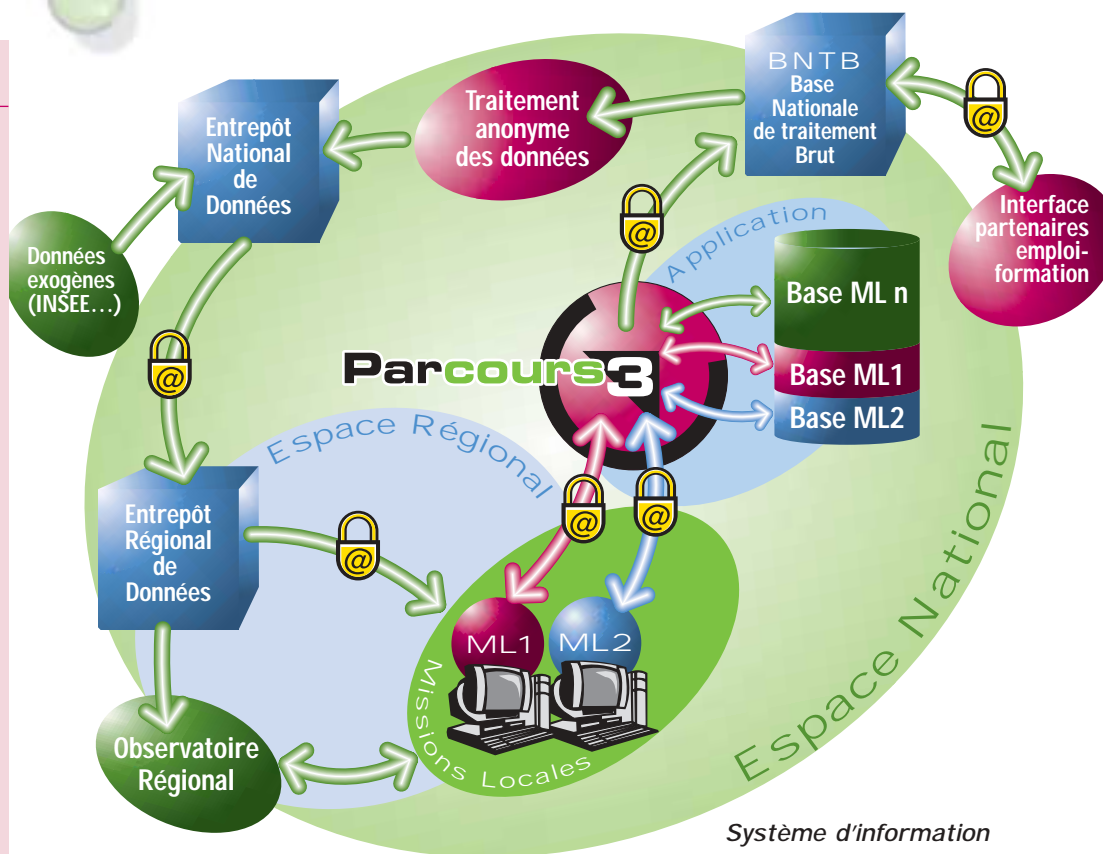 BNTB
Base
Nationale
de traitement
Brut
Traitement
anonyme
des données
Entrepôt
National
de
Données
@
Interface
partenaires
emploi-
formation
Données
exogènes
(INSEE…)
@
Application
Base ML n
Base ML1
Base ML2
@
Parcours3
Espace Régional
Espace National
Entrepôt
Régional
de
Données
@
@
@
ML1
ML2
Missions Locales
Observatoire
Régional
Système d'information